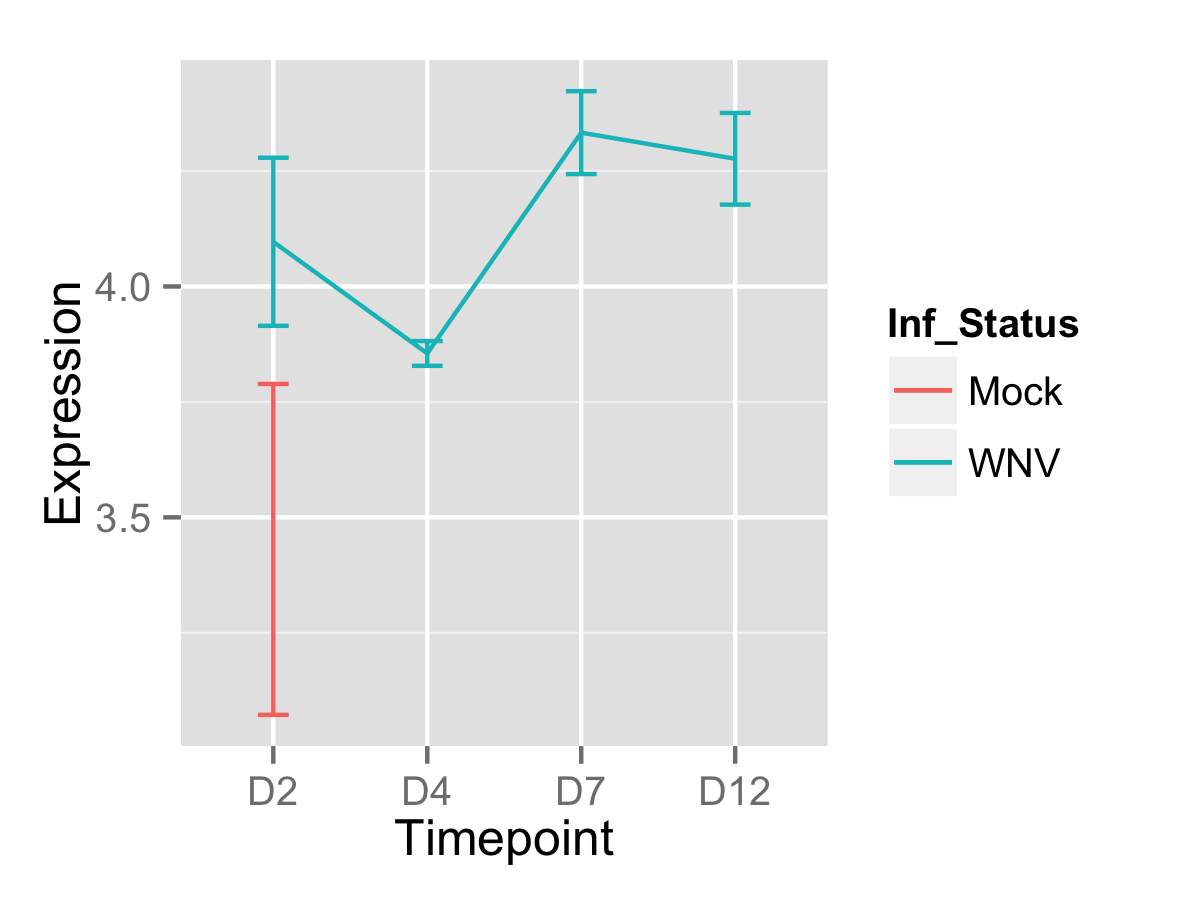 Expression
4.0
3.5
D2 D4 D7 D12
Timepoint
Inf_Status
Mock
WNV